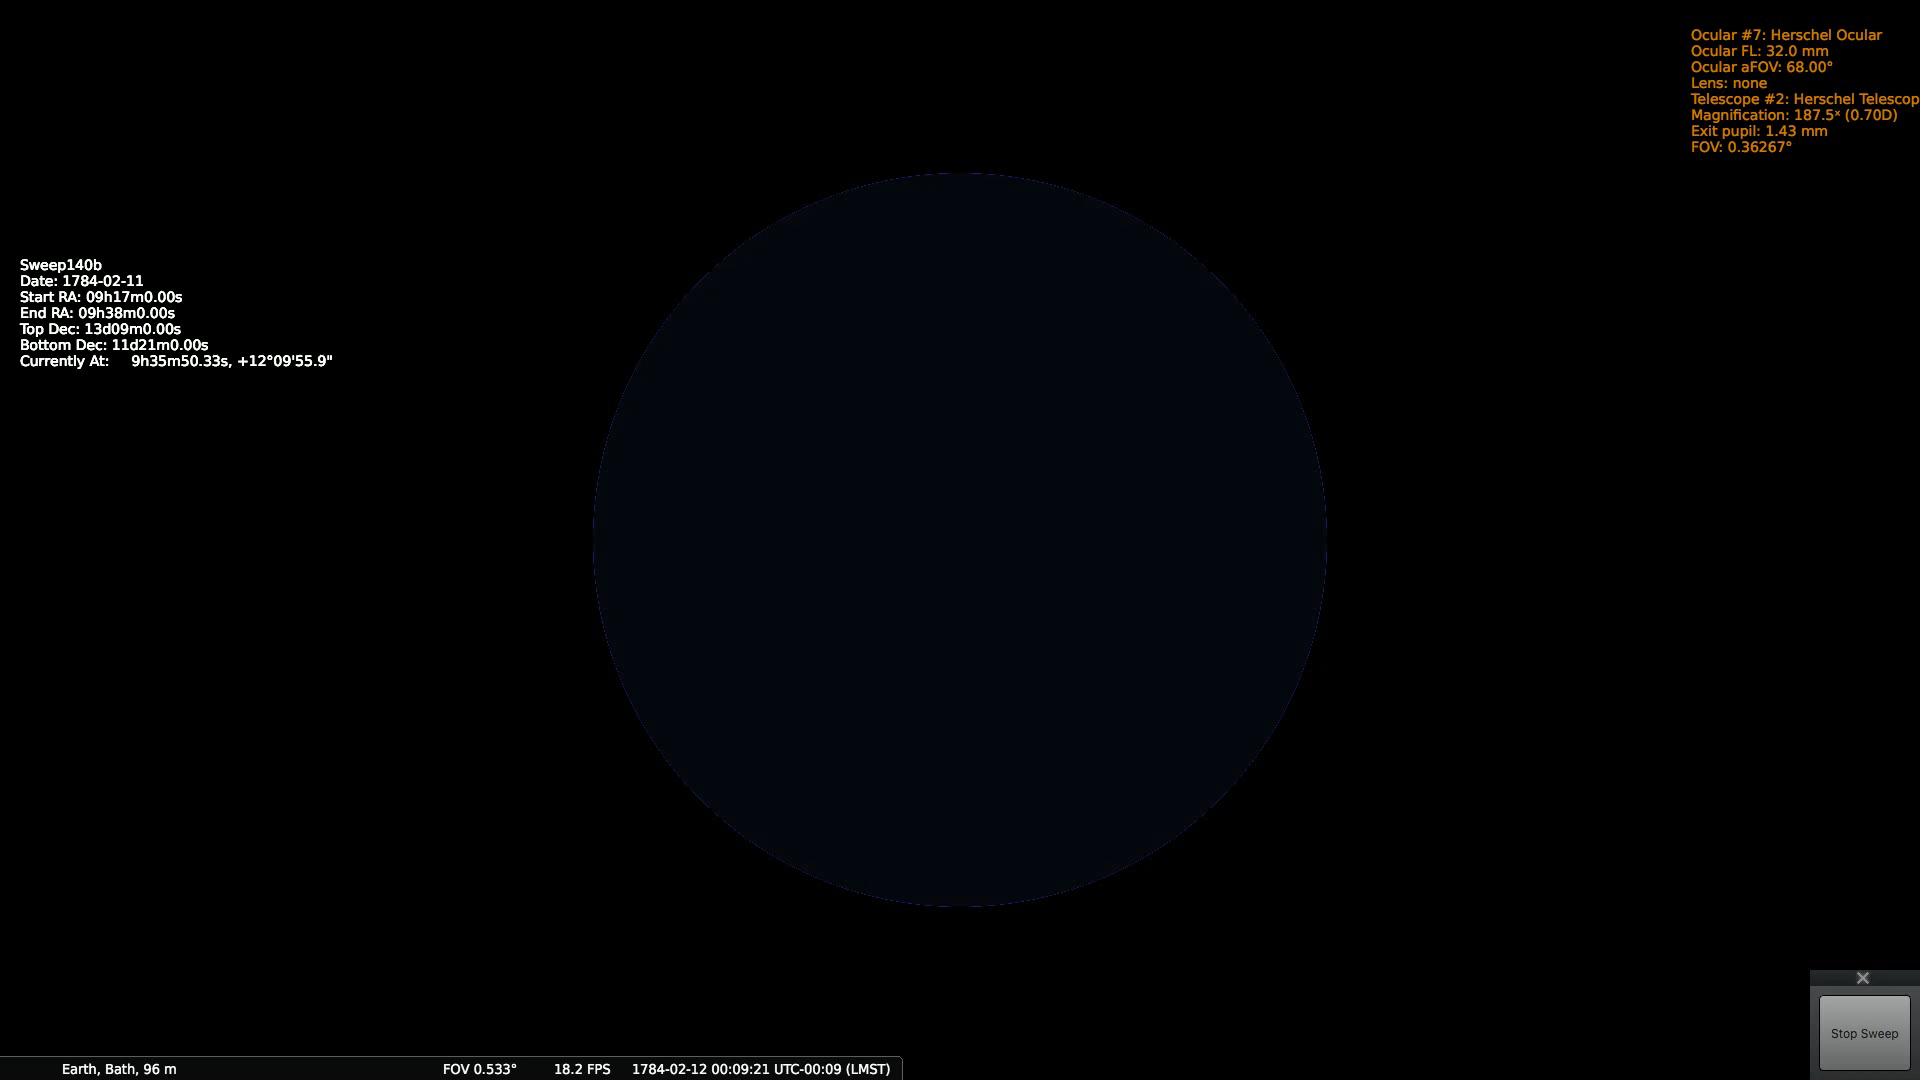 Ocular #7: Herschel Ocular
Ocular FL: 32.0 mm
Ocular aFOV: 68.00°
Lens: none
Telescope #2: Herschel Telescop
Magnification: 187.5ˣ (0.70D)
Exit pupil: 1.43 mm
FOV: 0.36267°
Sweep140b
Date: 1784-02-11
Start RA: 09h17m0.00s
End RA: 09h38m0.00s
Top Dec: 13d09m0.00s
Bottom Dec: 11d21m0.00s
Currently At: 9h35m50.33s, +12°09'55.9"
Stop Sweep
Earth, Bath, 96 m FOV 0.533° 18.2 FPS 1784-02-12 00:09:21 UTC-00:09 (LMST)